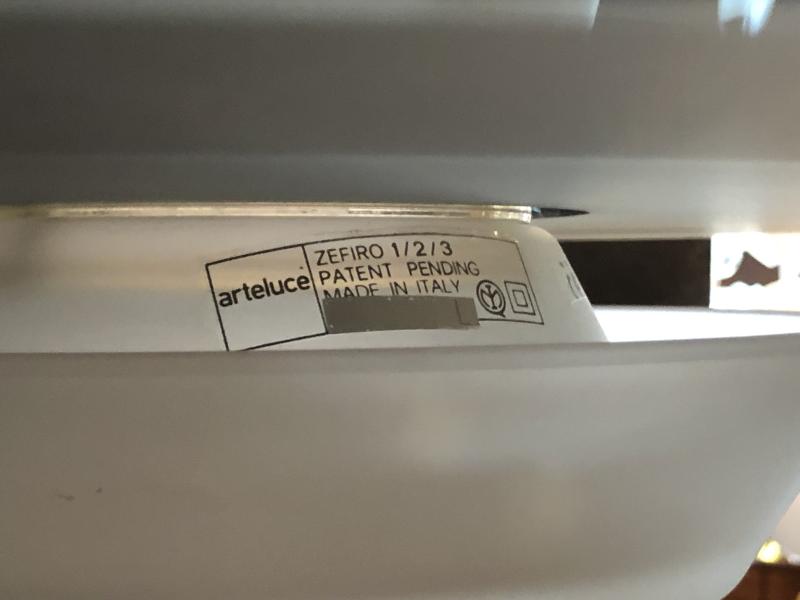 arteluce
ZEFIRO 1/2/3
PATENT PENDING
MADE IN ITALY